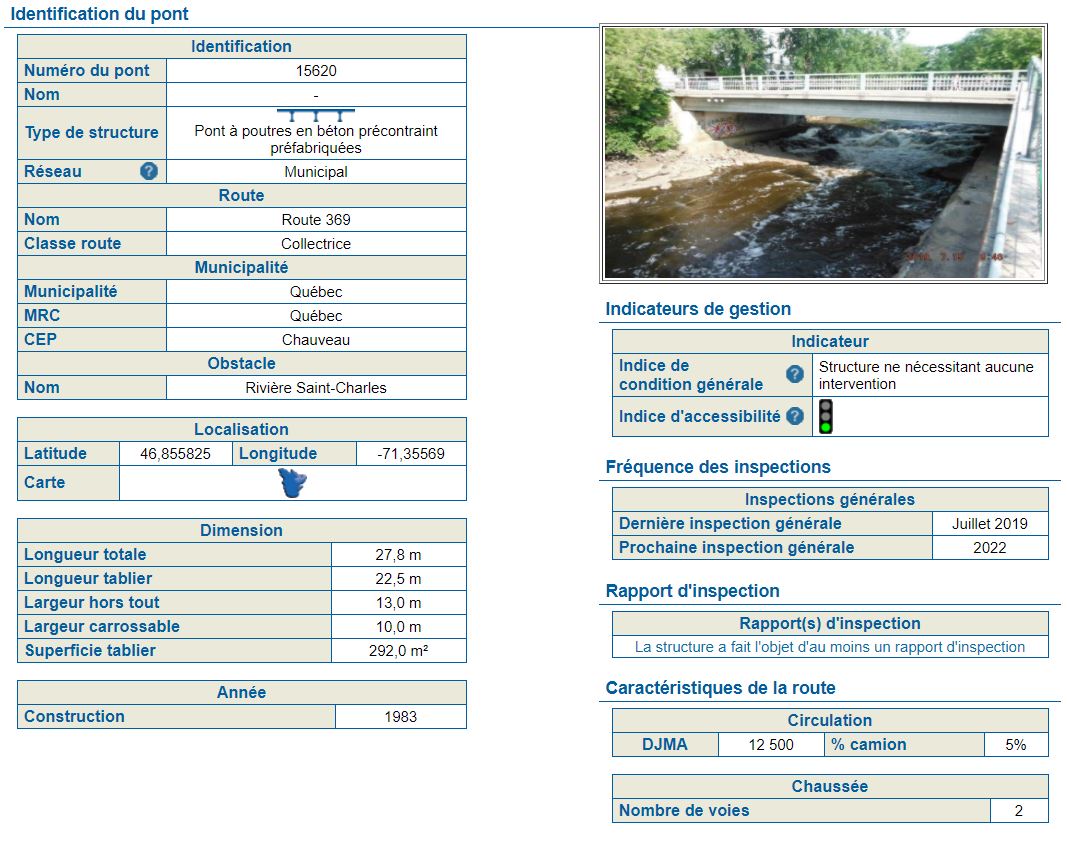 Identification du pont
Identification
Numéro du pont 15620
Nom -
Type de structure Pont à poutres en béton précontraint
préfabriquées
Réseau ? Municipal
Route
Nom Route 369
Classe route Collectrice
Municipalité
Municipalité Québec
MRC Québec
CEP Chauveau
Obstacle
Nom Rivière Saint-Charles
Localisation
Latitude 46,855825 Longitude -71,35569
Carte
Dimension
Longueur totale 27,8 m
Longueur tablier 22,5 m
Largeur hors tout 13,0 m
Largeur carrossable 10,0 m
Superficie tablier 292,0 m²
Année
Construction 1983
Indicateurs de gestion
Indicateur
Indice de
condition générale ? Structure ne nécessitant aucune
intervention
Indice d'accessibilité ?
Fréquence des inspections
Inspections générales
Dernière inspection générale Juillet 2019
Prochaine inspection générale 2022
Rapport d'inspection
Rapport(s) d'inspection
La structure a fait l'objet d'au moins un rapport d'inspection
Caractéristiques de la route
Circulation
DJMA 12 500 % camion 5%
Chaussée
Nombre de voies 2